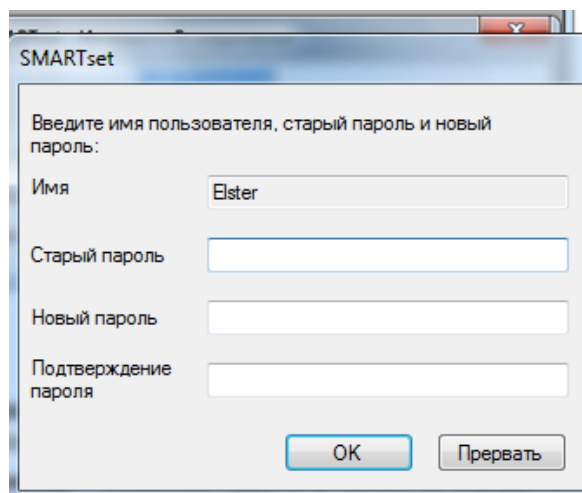 SMARTset
Введите имя пользователя, старый пароль и новый
пароль:
Имя
Elster
Старый пароль
Новый пароль
Подтверждение
пароля
OK
Прервать